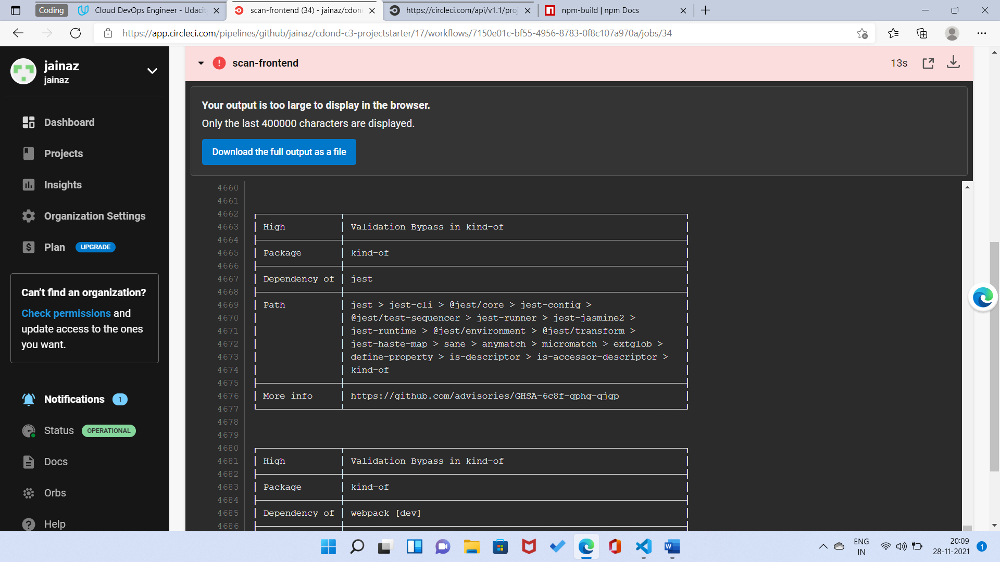 Coding
Cloud DevOps Engineer - Udacit
scan-frontend (34) - jainaz/cdon
https://circleci.com/api/v1.1/proj
npm-build | npm Docs
https://app.circleci.com/pipelines/github/jainaz/cdond-c3-projectstarter/17/workflows/7150e01c-bf55-4956-8783-0f8c107a970a/jobs/34
jainaz
jainaz
Dashboard
Projects
Insights
Organization Settings
Plan UPGRADE
Can't find an organization?
Check permissions and
update access to the ones
you want.
Notifications 1
Status OPERATIONAL
Docs
Orbs
Help
scan-frontend 13s
Your output is too large to display in the browser.
Only the last 400000 characters are displayed.
Download the full output as a file
4660
4661
4662
4663 High Validation Bypass in kind-of
4664
4665 Package kind-of
4666
4667 Dependency of jest
4668
4669 Path jest > jest-cli > @jest/core > jest-config >
4670 @jest/test-sequencer > jest-runner > jest-jasmine2 >
4671 jest-runtime > @jest/environment > @jest/transform >
4672 jest-haste-map > sane > anymatch > micromatch > extglob >
4673 define-property > is-descriptor > is-accessor-descriptor >
4674 kind-of
4675
4676 More info https://github.com/advisories/GHSA-6c8f-qphg-qjgp
4677
4678
4679
4680
4681 High Validation Bypass in kind-of
4682
4683 Package kind-of
4684
4685 Dependency of webpack [dev]
4686
ENG
IN
20:09
28-11-2021
1